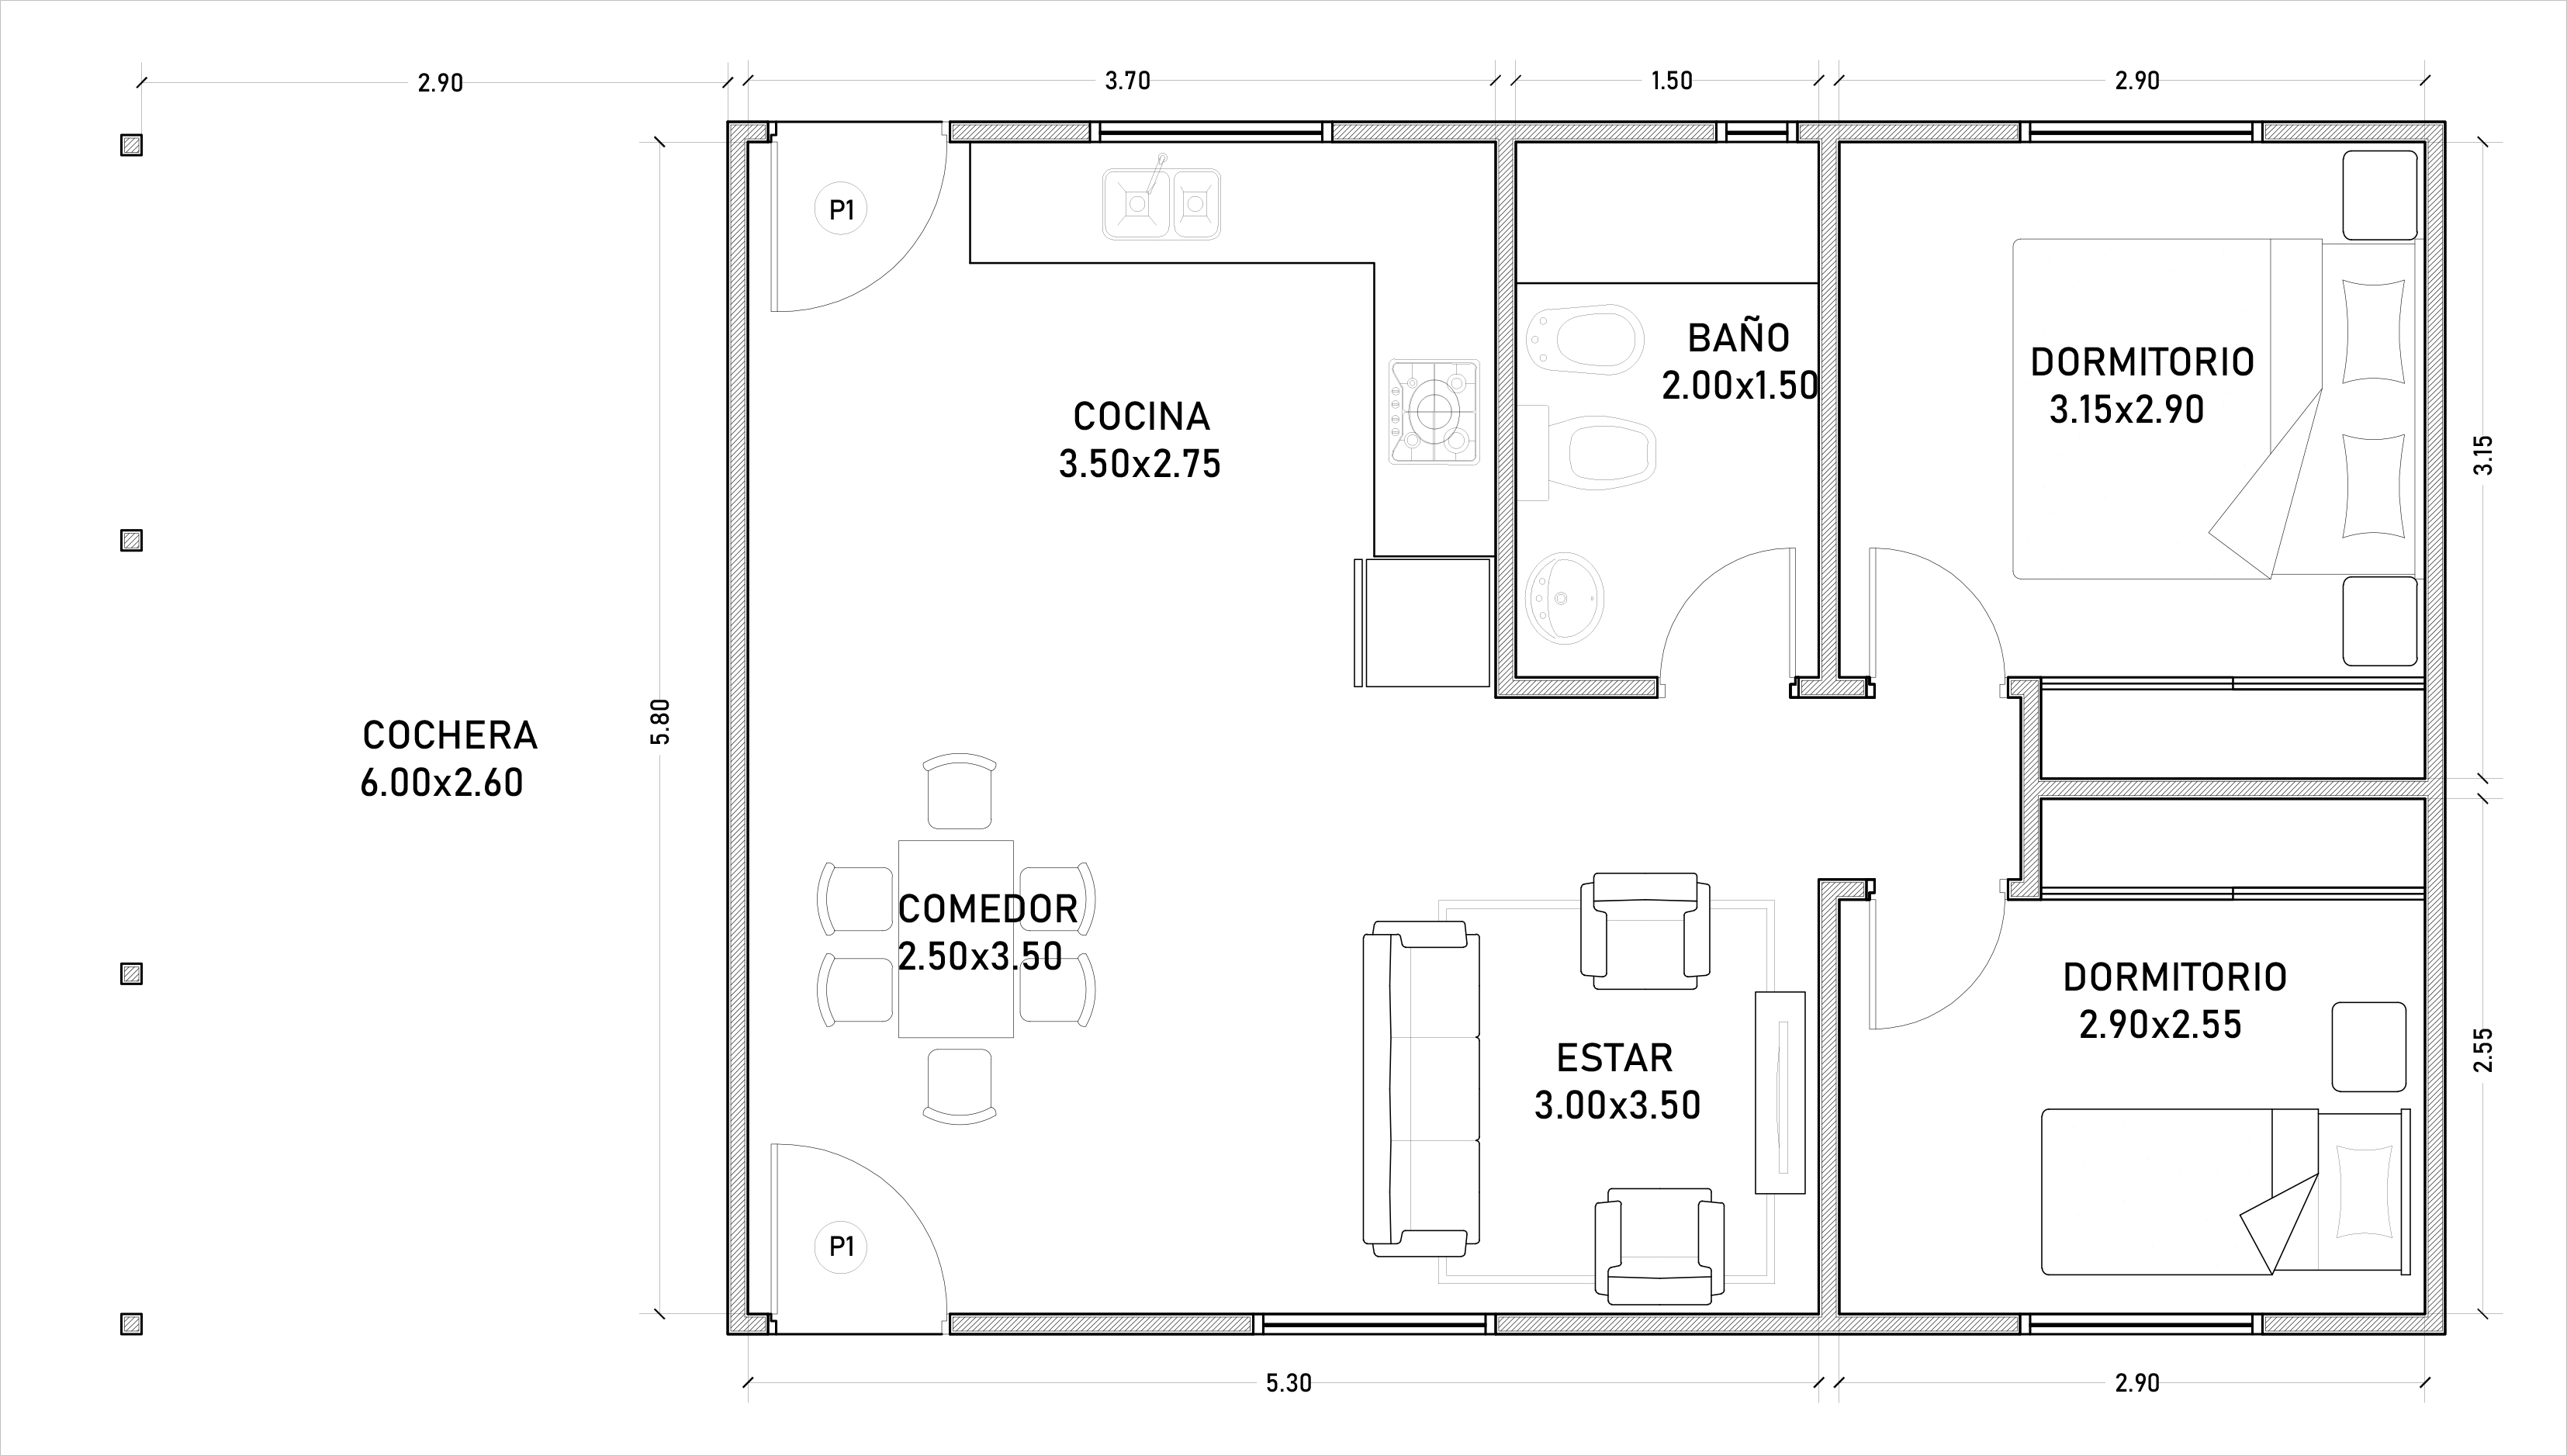 2.90
3.70
1.50
2.90
P1
BAÑO
2.00x1.50
DORMITORIO
3.15x2.90
COCINA
3.50x2.75
3.15
COCHERA
6.00x2.60
5.80
COMEDOR
2.50x3.50
DORMITORIO
2.90x2.55
ESTAR
3.00x3.50
2.55
P1
5.30
2.90